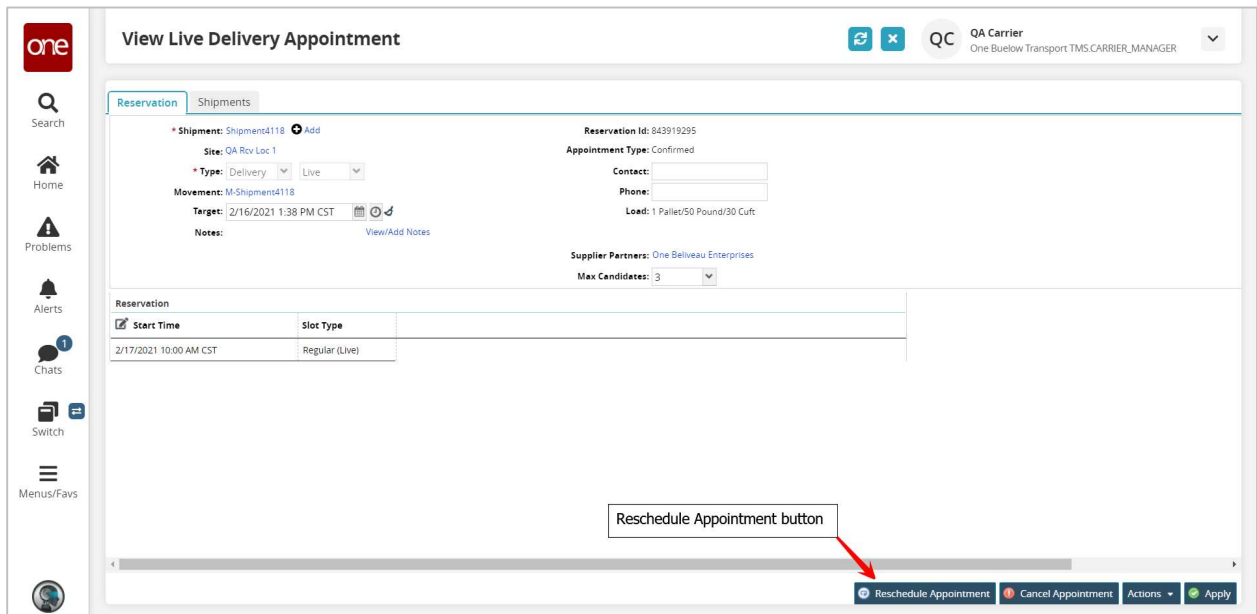 one
View Live Delivery Appointment
QC
QA Carrier
One Buelow Transport TMS.CARRIER_MANAGER
Search
Home
Problems
Alerts
1
Chats
Switch
Menus/Favs
Reservation Shipments
* Shipment: Shipment4118 Add
Site: QA Rcv Loc 1
* Type: Delivery Live
Movement: M-Shipment4118
Target: 2/16/2021 1:38 PM CST
Notes: View/Add Notes
Reservation Id: 843919295
Appointment Type: Confirmed
Contact:
Phone:
Load: 1 Pallet/50 Pound/30 Cuft
Supplier Partners: One Beliveau Enterprises
Max Candidates: 3
Reservation
Start Time Slot Type
2/17/2021 10:00 AM CST Regular (Live)
Reschedule Appointment button
Reschedule Appointment Cancel Appointment Actions Apply